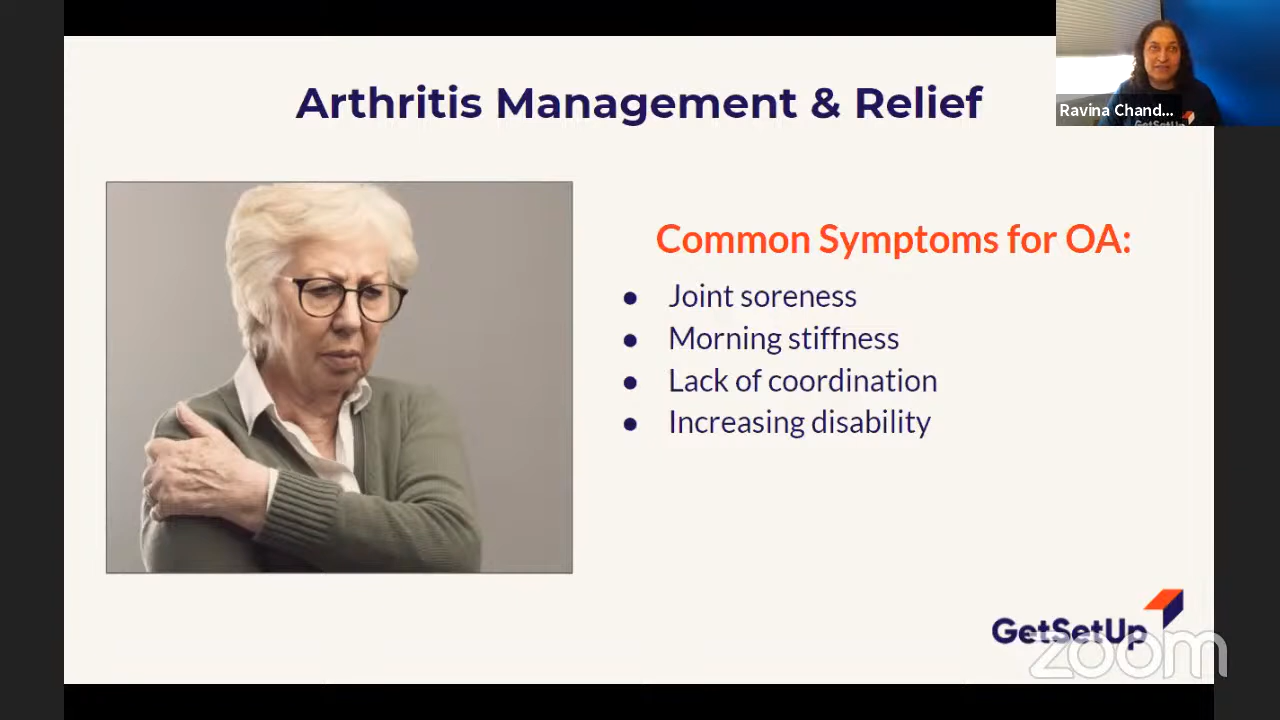 Arthritis Management & Relief
Ravina Chand...
GetSetUp
Common Symptoms for OA:
● Joint soreness
● Morning stiffness
● Lack of coordination
● Increasing disability
GetSetUp
zoom